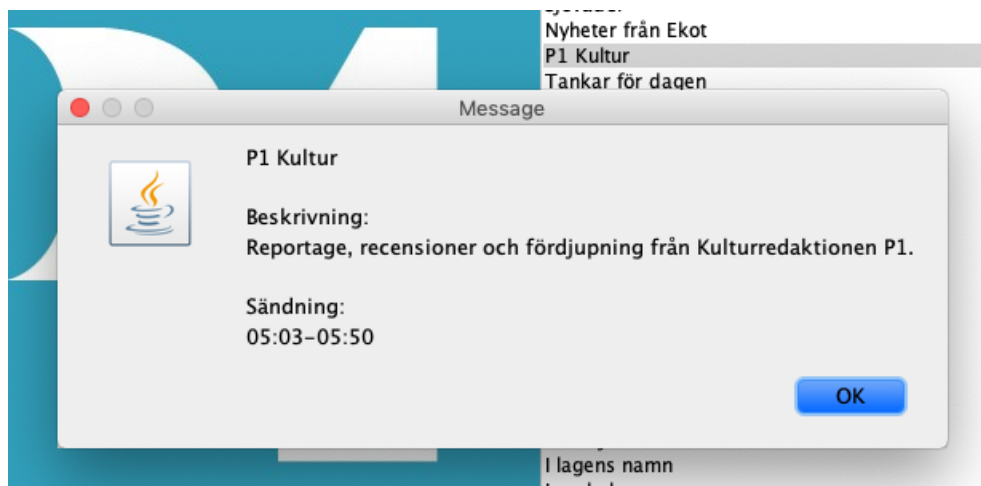 Nyheter från Ekot
P1 Kultur
Tankar för dagen
Message
P1 Kultur
Beskrivning:
Reportage, recensioner och fördjupning från Kulturredaktionen P1.
Sändning:
05:03–05:50
OK
I lagens namn